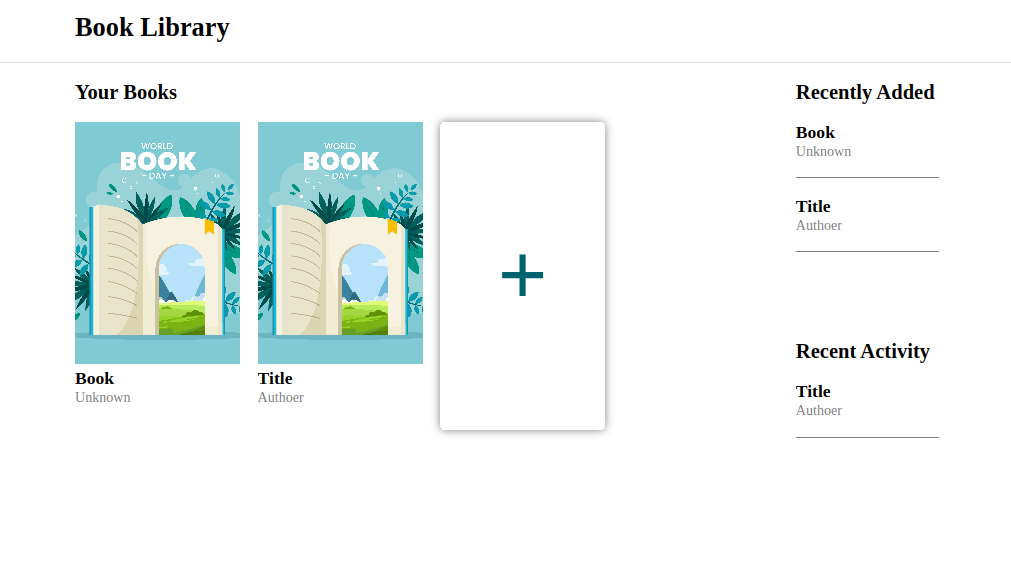 Book Library
Your Books
WORLD
BOOK
- DAY -
Book
Unknown
WORLD
BOOK
- DAY -
Title
Authoer
Recently Added
Book
Unknown
Title
Authoer
Recent Activity
Title
Authoer